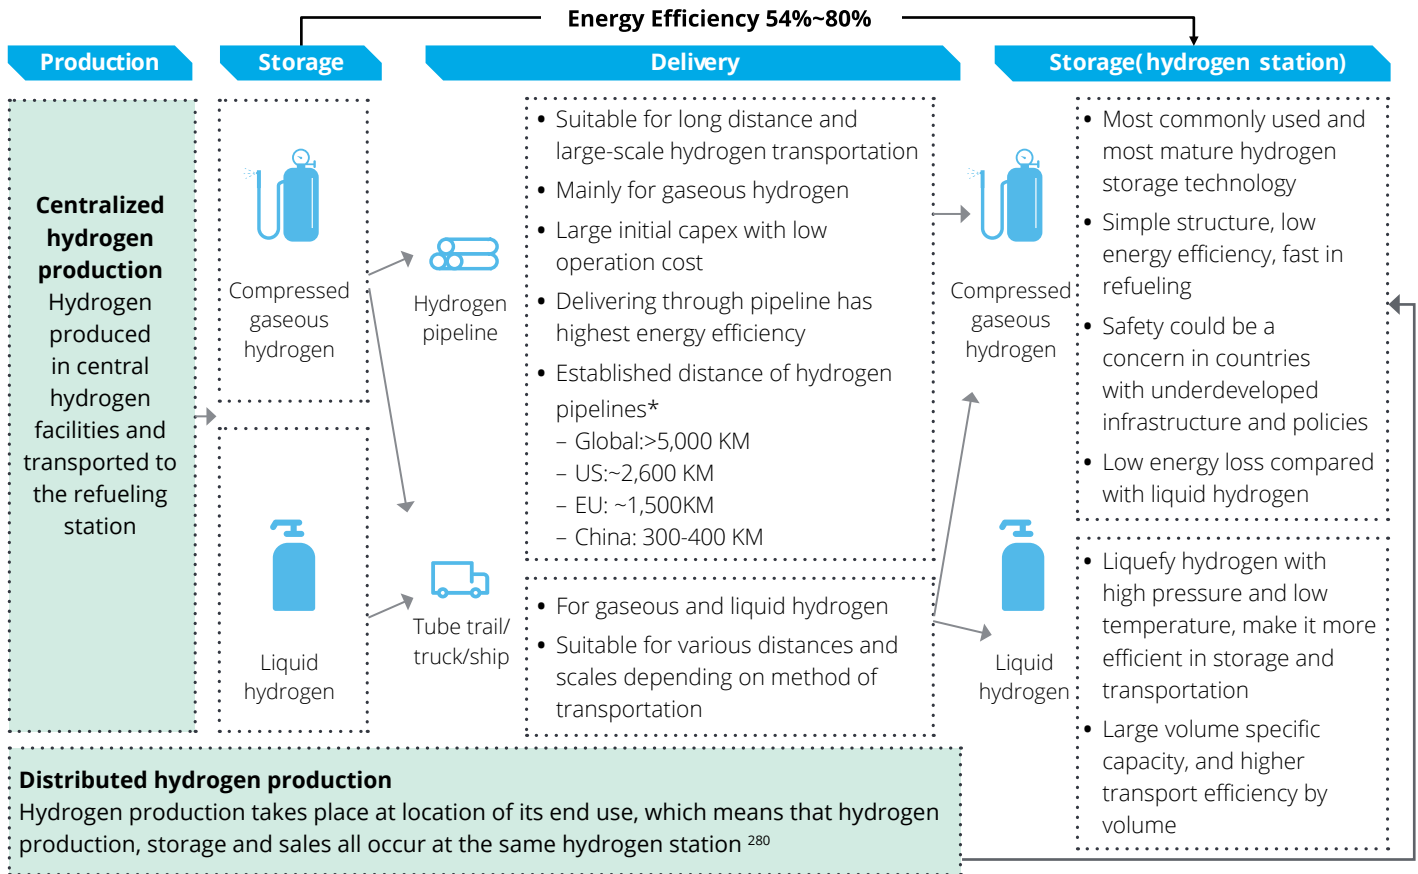 Energy Efficiency 54%~80%
Production
Storage
Delivery
Storage(hydrogen station)
Centralized
hydrogen
production
Hydrogen
produced
in central
hydrogen
facilities and
transported to
the refueling
station
Compressed
gaseous
hydrogen
Liquid
hydrogen
Hydrogen
pipeline
Tube trail/
truck/ship
• Suitable for long distance and
large-scale hydrogen transportation
• Mainly for gaseous hydrogen
• Large initial capex with low
operation cost
• Delivering through pipeline has
highest energy efficiency
• Established distance of hydrogen
pipelines*
– Global:>5,000 KM
– US:~2,600 KM
– EU: ~1,500KM
– China: 300-400 KM
• For gaseous and liquid hydrogen
• Suitable for various distances and
scales depending on method of
transportation
Compressed
gaseous
hydrogen
Liquid
hydrogen
• Most commonly used and
most mature hydrogen
storage technology
• Simple structure, low
energy efficiency, fast in
refueling
• Safety could be a
concern in countries
with underdeveloped
infrastructure and policies
• Low energy loss compared
with liquid hydrogen
• Liquefy hydrogen with
high pressure and low
temperature, make it more
efficient in storage and
transportation
• Large volume specific
capacity, and higher
transport efficiency by
volume
Distributed hydrogen production
Hydrogen production takes place at location of its end use, which means that hydrogen
production, storage and sales all occur at the same hydrogen station 280